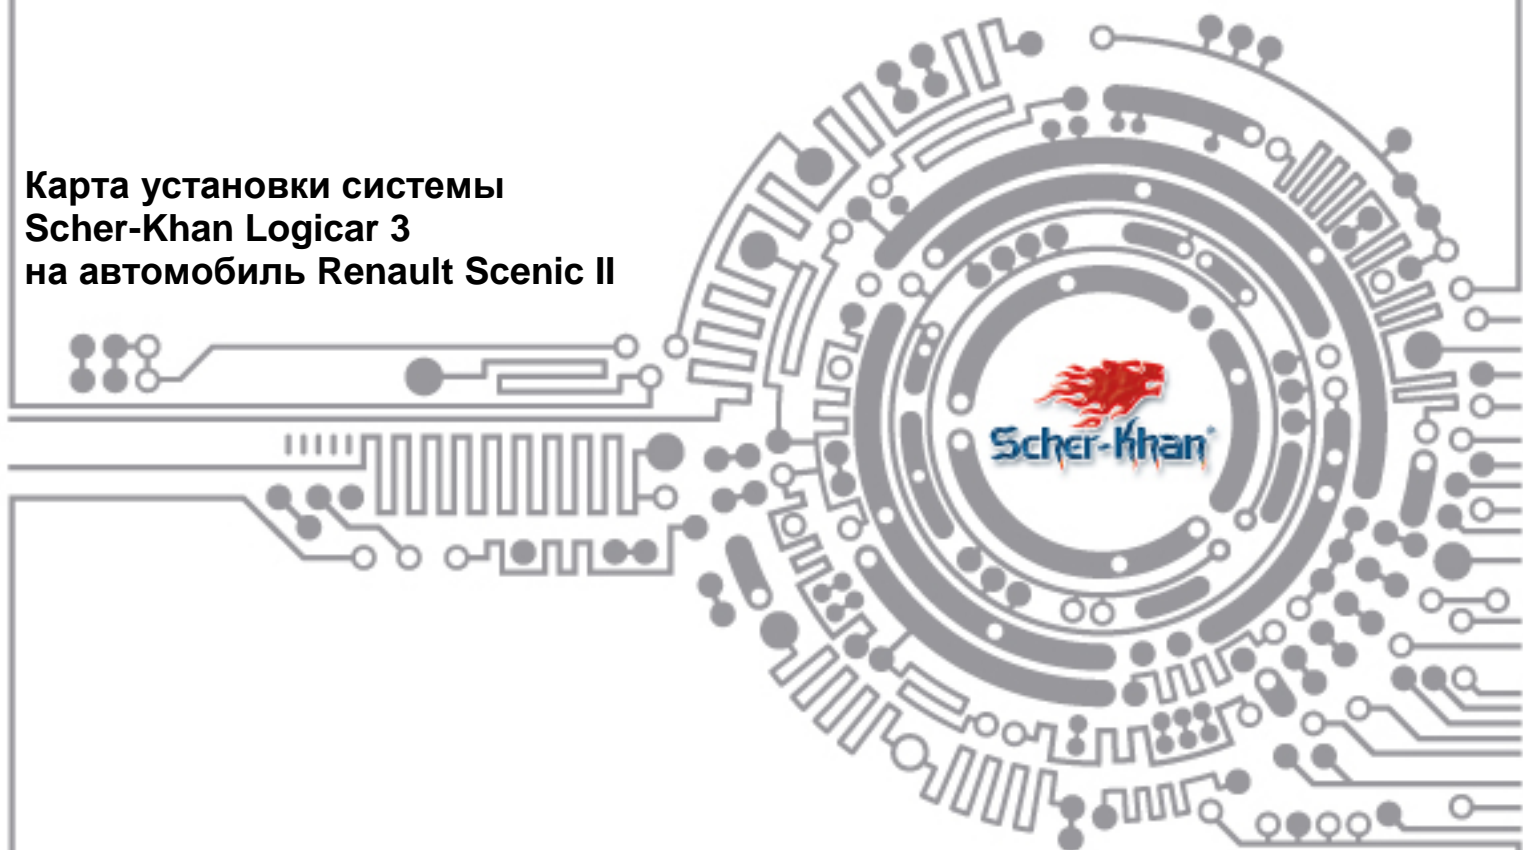 Карта установки системы
Scher-Khan Logicar 3
на автомобиль Renault Scenic II
Scher-Khan